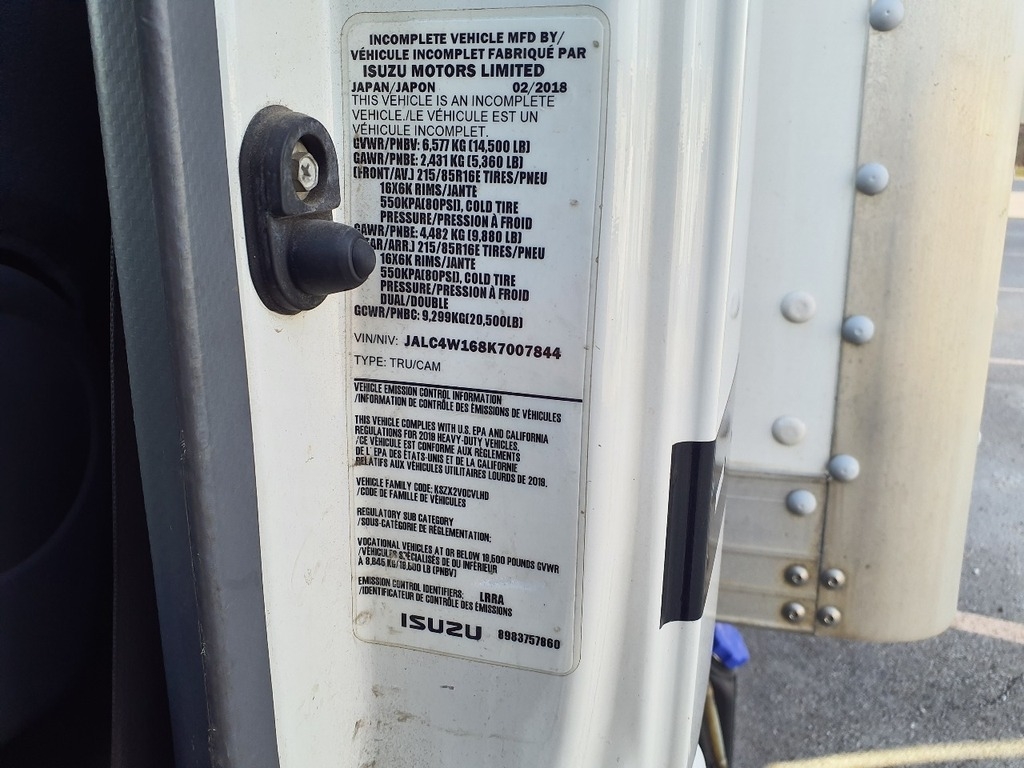 INCOMPLETE VEHICLE MFD BY/
VÉHICULE INCOMPLET FABRIQUÉ PAR
ISUZU MOTORS LIMITED
JAPAN/JAPON 02/2018
THIS VEHICLE IS AN INCOMPLETE
VEHICLE./LE VÉHICULE EST UN
VÉHICULE INCOMPLET.
GVWR/PNBV: 6,577 KG (14,500 LB)
GAWR/PNBE: 2,431 KG (5,360 LB)
(FRONT/AV.) 215/85R16E TIRES/PNEU
16X6K RIMS/JANTE
550KPA(80PSI), COLD TIRE
PRESSURE/PRESSION À FROID
GAWR/PNBE: 4,482 KG (9,880 LB)
215/85R16E TIRES/PNEU
16X6K RIMS/JANTE
550KPA(80PSI), COLD TIRE
PRESSURE/PRESSION À FROID
DUAL/DOUBLE
GCWR/PNBC: 9,299KG(20,500LB)
VIN/NIV: JALC4W168K7007844
TYPE: TRU/CAM
VEHICLE EMISSION CONTROL INFORMATION
/INFORMATION DE CONTRÔLE DES ÉMISSIONS DE VÉHICULES
THIS VEHICLE COMPLIES WITH U.S. EPA AND CALIFORNIA
REGULATIONS FOR 2019 HEAVY-DUTY VEHICLES.
/CE VÉHICULE EST CONFORME AUX RÈGLEMENTS
DE L' EPA DES ÉTATS-UNIS ET DE LA CALIFORNIE
RELATIFS AUX VÉHICULES UTILITAIRES LOURDS DE 2019.
VEHICLE FAMILY CODE: KSZX2VOCVLHD
/CODE DE FAMILLE DE VÉHICULES
REGULATORY SUB CATEGORY
/SOUS-CATÉGORIE DE RÉGLEMENTATION:
VOCATIONAL VEHICLES AT OR BELOW 19,500 POUNDS GVWR
/VÉHICULES SPÉCIALISÉS DE OU INFÉRIEUR
À 8,845 KG/19,500 LB (PNBV)
EMISSION CONTROL IDENTIFIERS: LRRA
/IDENTIFICATEUR DE CONTRÔLE DES ÉMISSIONS
ISUZU 8983757860